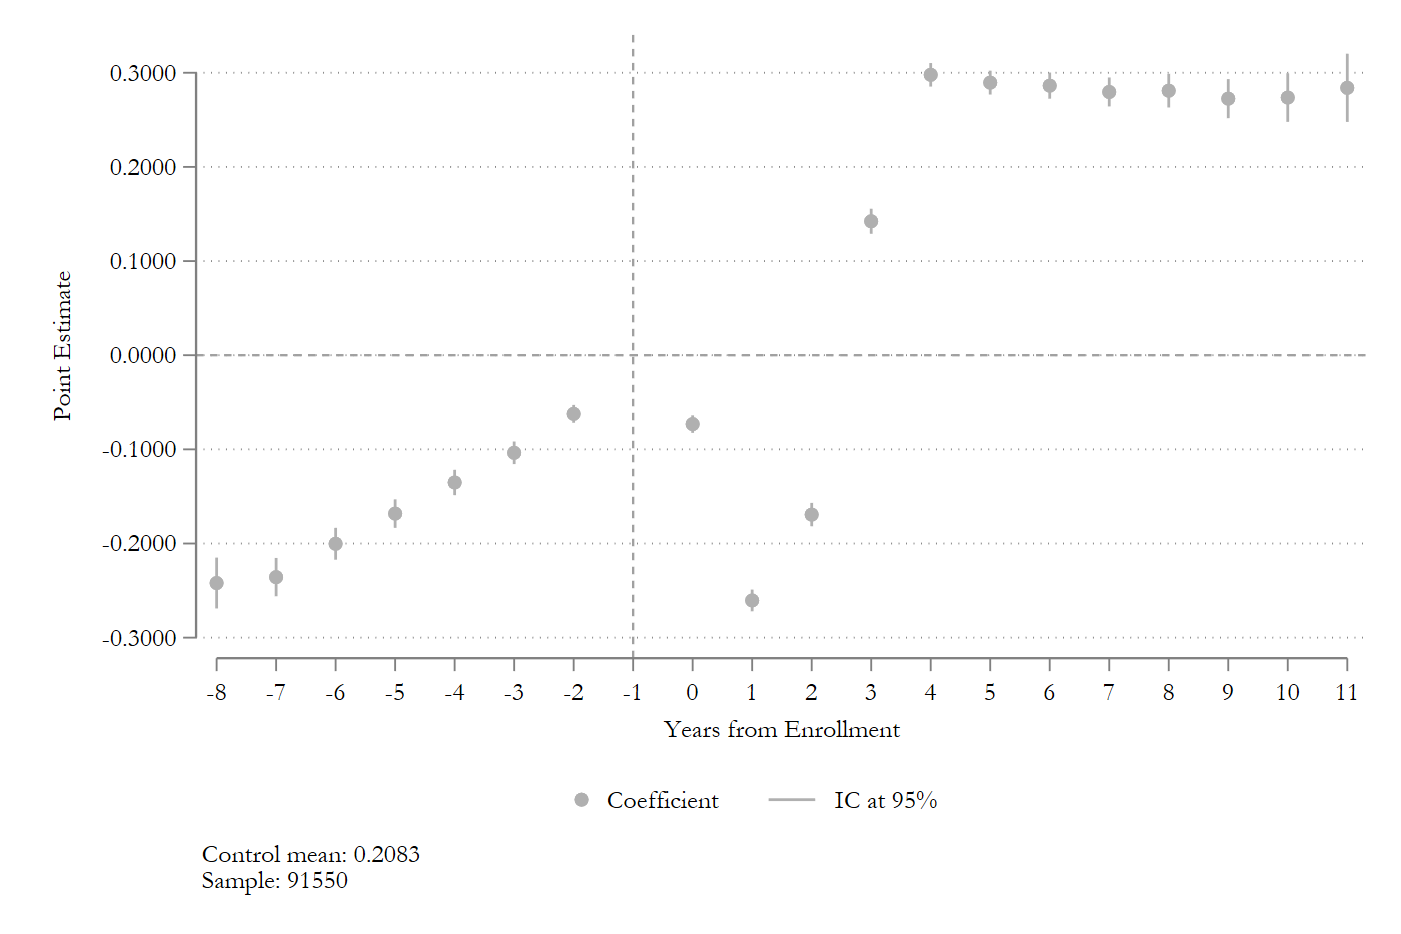 0.3000
0.2000
0.1000
0.0000
-0.1000
-0.2000
-0.3000
Point Estimate
-8 -7 -6 -5 -4 -3 -2 -1 0 1 2 3 4 5 6 7 8 9 10 11
Years from Enrollment
Coefficient IC at 95%
Control mean: 0.2083
Sample: 91550